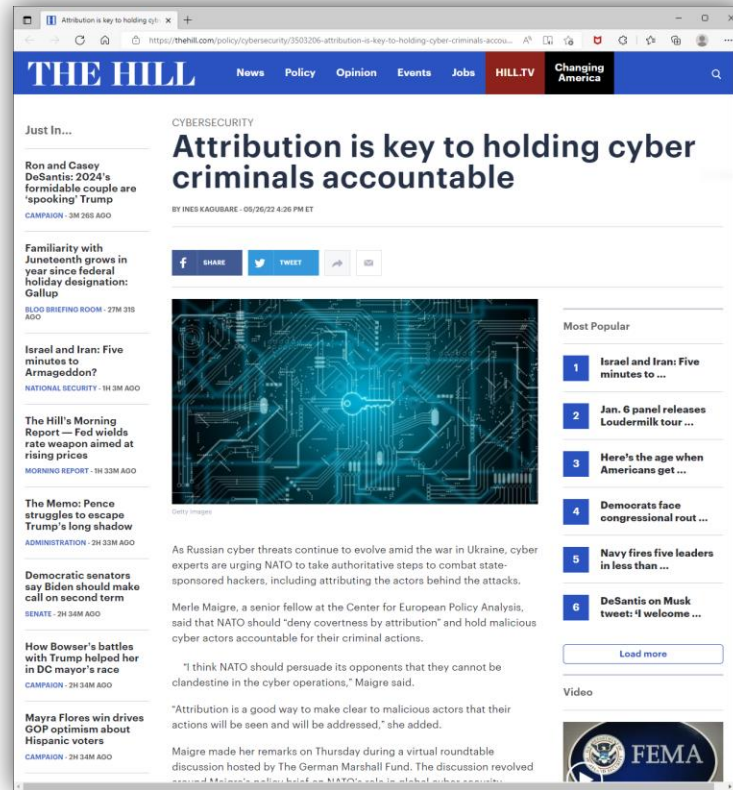 Attribution is key to holding cyb
https://thehill.com/policy/cybersecurity/3503206-attribution-is-key-to-holding-cyber-criminals-accou...
THE HILL
News
Policy
Opinion
Events
Jobs
HILL.TV
Changing
America
Just In...
Ron and Casey
DeSantis: 2024's
formidable couple are
'spooking' Trump
CAMPAIGN - 3M 26S AGO
Familiarity with
Juneteenth grows in
year since federal
holiday designation:
Gallup
BLOG BRIEFING ROOM - 27M 31S
AGO
Israel and Iran: Five
minutes to
Armageddon?
NATIONAL SECURITY - 1H 3M AGO
The Hill's Morning
Report — Fed wields
rate weapon aimed at
rising prices
MORNING REPORT - 1H 33M AGO
The Memo: Pence
struggles to escape
Trump's long shadow
ADMINISTRATION - 2H 33M AGO
Democratic senators
say Biden should make
call on second term
SENATE - 2H 34M AGO
How Bowser's battles
with Trump helped her
in DC mayor's race
CAMPAIGN - 2H 34M AGO
Mayra Flores win drives
GOP optimism about
Hispanic voters
CAMPAIGN - 2H 34M AGO
CYBERSECURITY
Attribution is key to holding cyber
criminals accountable
BY INES KAGUBARE - 05/26/22 4:26 PM ET
SHARE
TWEET
Getty Images
As Russian cyber threats continue to evolve amid the war in Ukraine, cyber
experts are urging NATO to take authoritative steps to combat state-
sponsored hackers, including attributing the actors behind the attacks.
Merle Maigre, a senior fellow at the Center for European Policy Analysis,
said that NATO should "deny covertness by attribution" and hold malicious
cyber actors accountable for their criminal actions.
"I think NATO should persuade its opponents that they cannot be
clandestine in the cyber operations," Maigre said.
"Attribution is a good way to make clear to malicious actors that their
actions will be seen and will be addressed," she added.
Maigre made her remarks on Thursday during a virtual roundtable
discussion hosted by The German Marshall Fund. The discussion revolved
around Maigre's policy brief on NATO's role in global cyber security
Most Popular
1
Israel and Iran: Five
minutes to ...
2
Jan. 6 panel releases
Loudermilk tour ...
3
Here's the age when
Americans get ...
4
Democrats face
congressional rout ...
5
Navy fires five leaders
in less than ...
6
DeSantis on Musk
tweet: 'I welcome ...
Load more
Video
FEMA